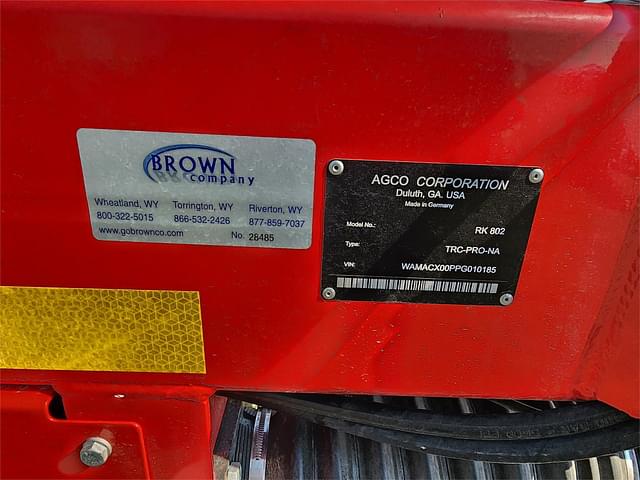 BROWN
company
Wheatland, WY Torrington, WY Riverton, WY
800-322-5015 866-532-2426 877-859-7037
www.gobrownco.com No. 28485
AGCO CORPORATION
Duluth, GA. USA
Made in Germany
Model No.: RK 802
Type: TRC-PRO-NA
VIN: WAMACX00PPG010185